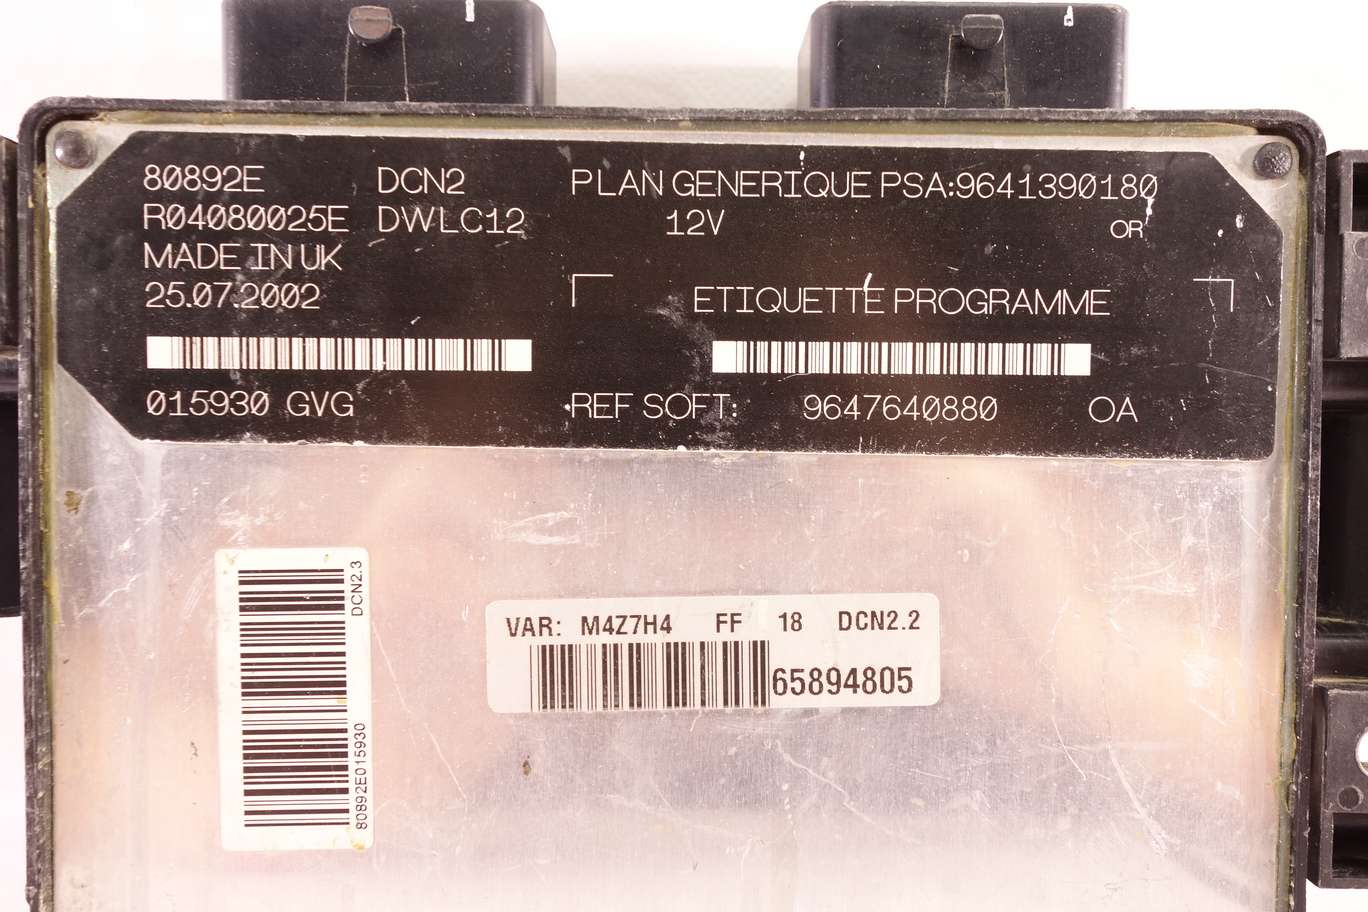 80892E DCN2 PLAN GENERIQUE PSA:9641390180
R04080025E DWLC12 12V OR
MADE IN UK
25.07.2002 ETIQUETTE PROGRAMME
015930 GVG REF SOFT: 9647640880 OA
DCN2.3
80892E015930
VAR: M4Z7H4 FF 18 DCN2.2
65894805